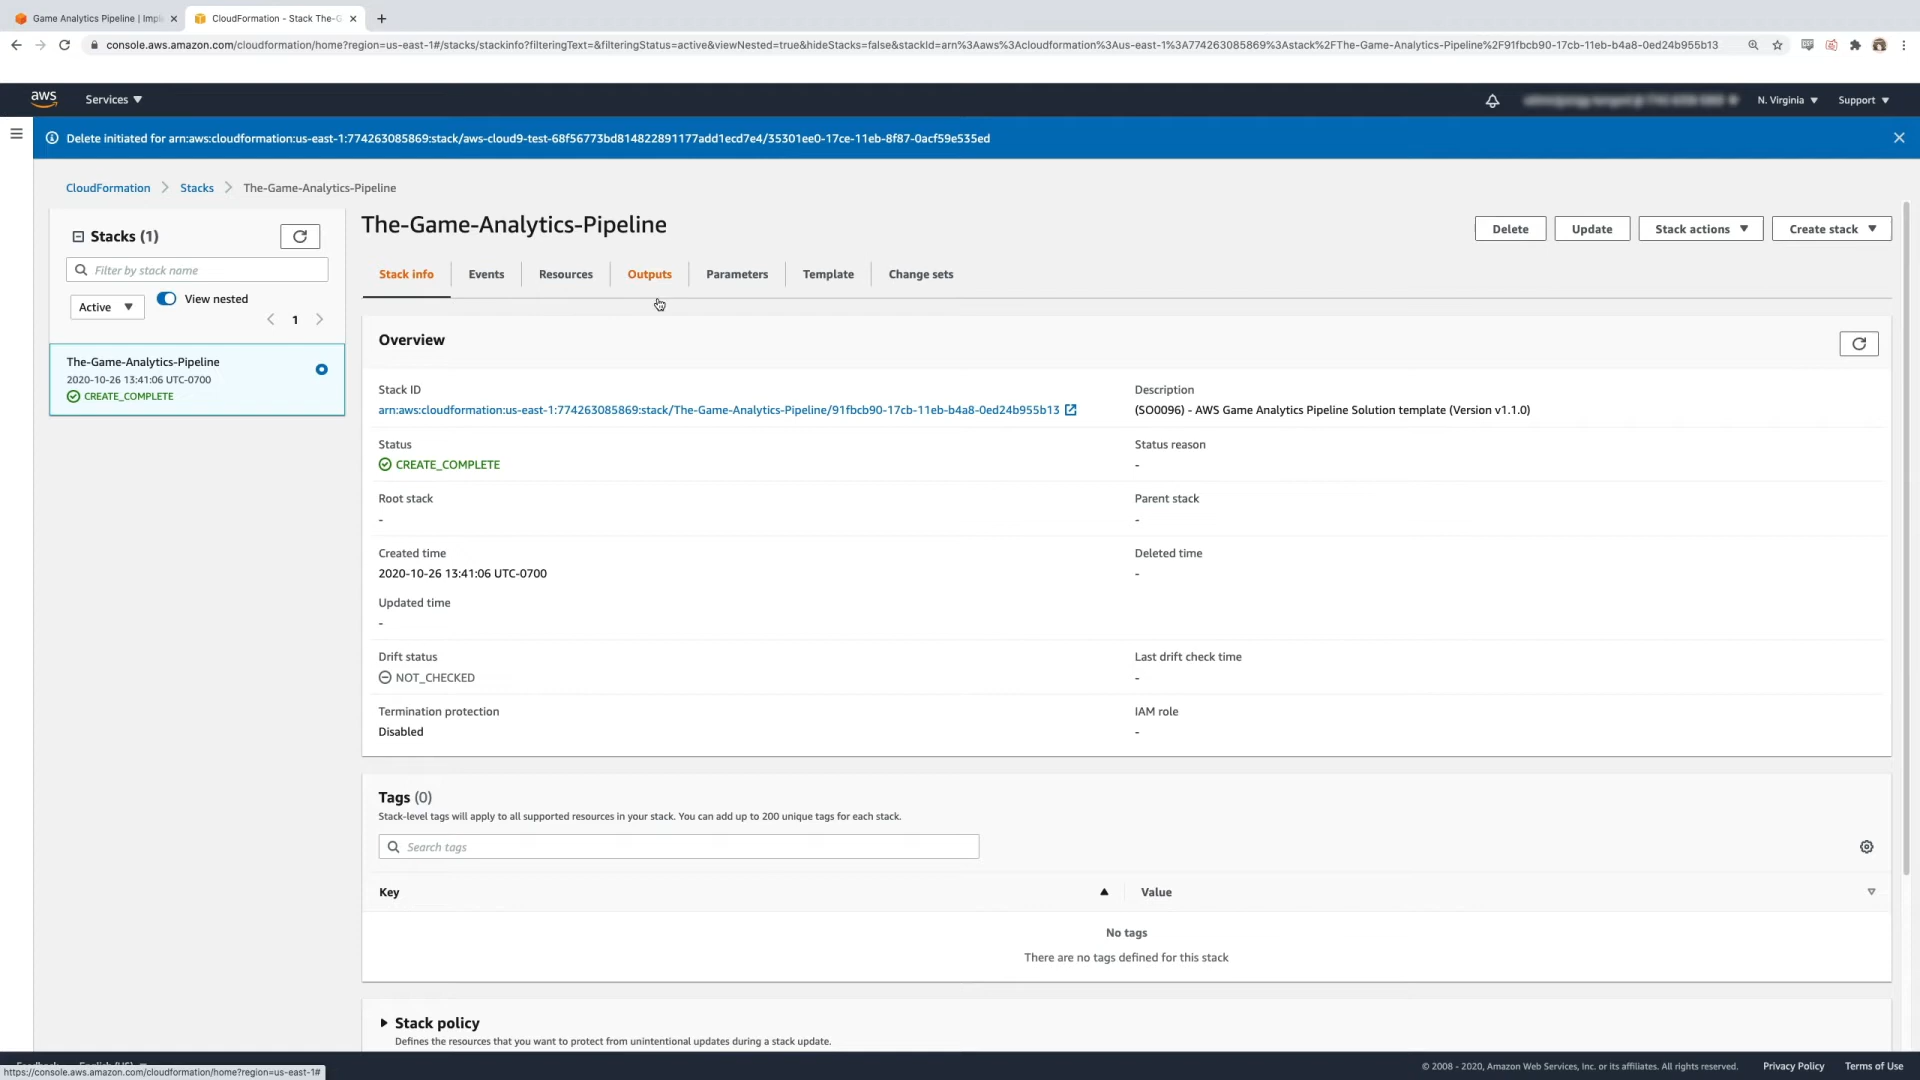 Game Analytics Pipeline | Impl
CloudFormation - Stack The-G
console.aws.amazon.com/cloudformation/home?region=us-east-1#/stacks/stackinfo?filteringText=&filteringStatus=active&viewNested=true&hideStacks=false&stackId=arn%3Aaws%3Acloudformation%3Aus-east-1%3A774263085869%3Astack%2FThe-Game-Analytics-Pipeline%2F91fbcb90-17cb-11eb-b4a8-0ed24b955b13
aws
Services
N. Virginia
Support
Delete initiated for arn:aws:cloudformation:us-east-1:774263085869:stack/aws-cloud9-test-68f56773bd814822891177add1ecd7e4/35301ee0-17ce-11eb-8f87-0acf59e535ed
CloudFormation
Stacks
The-Game-Analytics-Pipeline
Stacks (1)
Filter by stack name
Active
View nested
1
The-Game-Analytics-Pipeline
2020-10-26 13:41:06 UTC-0700
CREATE_COMPLETE
The-Game-Analytics-Pipeline
Delete
Update
Stack actions
Create stack
Stack info
Events
Resources
Outputs
Parameters
Template
Change sets
Overview
Stack ID
arn:aws:cloudformation:us-east-1:774263085869:stack/The-Game-Analytics-Pipeline/91fbcb90-17cb-11eb-b4a8-0ed24b955b13
Description
(SO0096) - AWS Game Analytics Pipeline Solution template (Version v1.1.0)
Status
CREATE_COMPLETE
Status reason
-
Root stack
-
Parent stack
-
Created time
2020-10-26 13:41:06 UTC-0700
Deleted time
-
Updated time
-
Drift status
NOT_CHECKED
Last drift check time
-
Termination protection
Disabled
IAM role
-
Tags (0)
Stack-level tags will apply to all supported resources in your stack. You can add up to 200 unique tags for each stack.
Search tags
Key
Value
No tags
There are no tags defined for this stack
Stack policy
Defines the resources that you want to protect from unintentional updates during a stack update.
https://console.aws.amazon.com/cloudformation/home?region=us-east-1#
© 2008 - 2020, Amazon Web Services, Inc. or its affiliates. All rights reserved.
Privacy Policy
Terms of Use